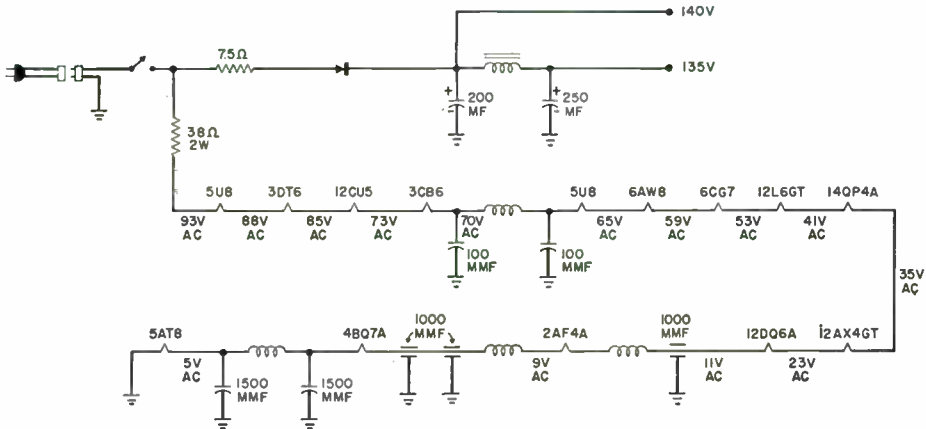 140V
7.5Ω
135V
+
200
MF
+
250
MF
38Ω
2W
5U8
3DT6
12CU5
3CB6
5U8
6AW8
6CG7
12L6GT
14QP4A
93V
AC
88V
AC
85V
AC
73V
AC
70V
AC
65V
AC
59V
AC
53V
AC
41V
AC
100
MMF
100
MMF
35V
AC
5AT8
4BQ7A
1000
MMF
2AF4A
1000
MMF
12DQ6A
12AX4GT
5V
AC
9V
AC
11V
AC
23V
AC
1500
MMF
1500
MMF